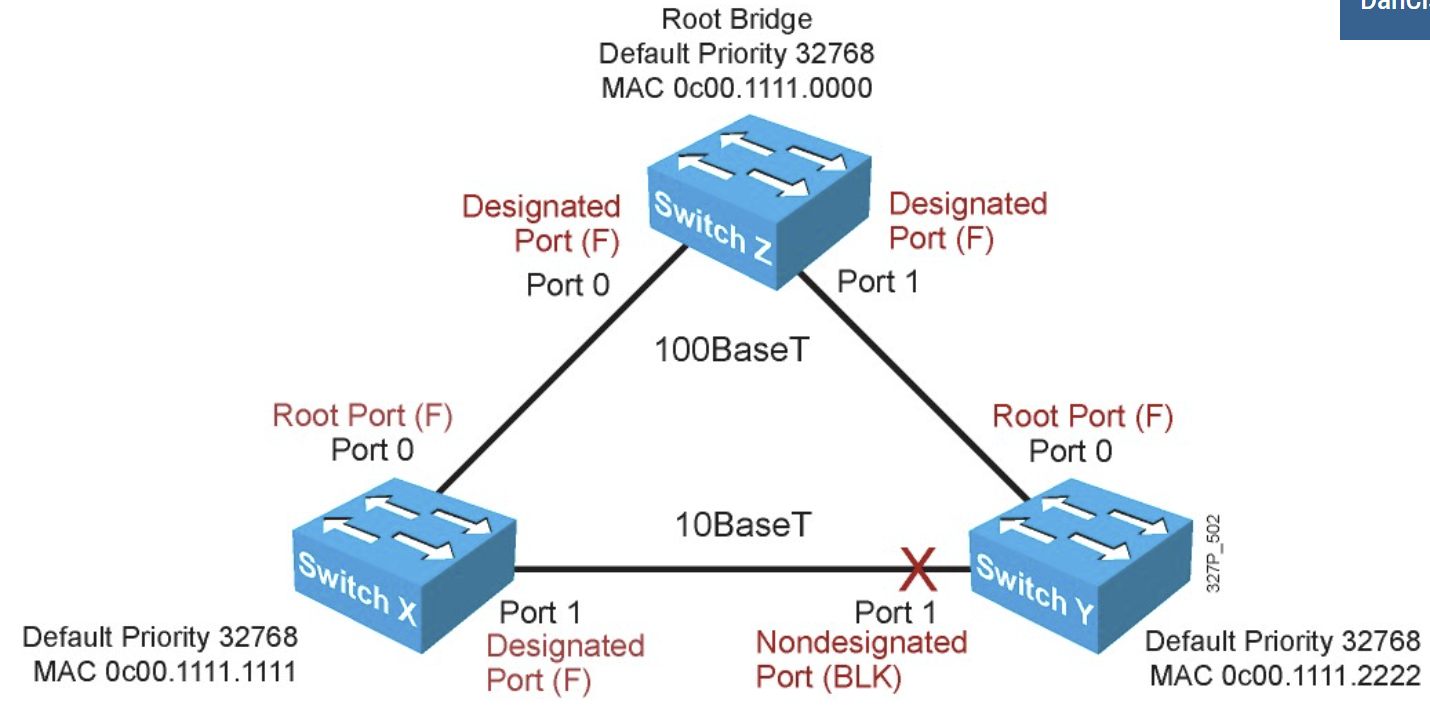 Root Bridge
Default Priority 32768
MAC 0c00.1111.0000
Switch Z
Designated
Port (F)
Port 0
Designated
Port (F)
Port 1
100BaseT
Root Port (F)
Port 0
Root Port (F)
Port 0
10BaseT
Switch X
Switch Y
327P_502
Port 1
Designated
Port (F)
Port 1
Nondesignated
Port (BLK)
Default Priority 32768
MAC 0c00.1111.1111
Default Priority 32768
MAC 0c00.1111.2222